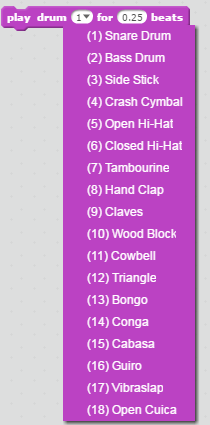 play drum 1 for 0.25 beats
(1) Snare Drum
(2) Bass Drum
(3) Side Stick
(4) Crash Cymbal
(5) Open Hi-Hat
(6) Closed Hi-Hat
(7) Tambourine
(8) Hand Clap
(9) Claves
(10) Wood Block
(11) Cowbell
(12) Triangle
(13) Bongo
(14) Conga
(15) Cabasa
(16) Guiro
(17) Vibraslap
(18) Open Cuica